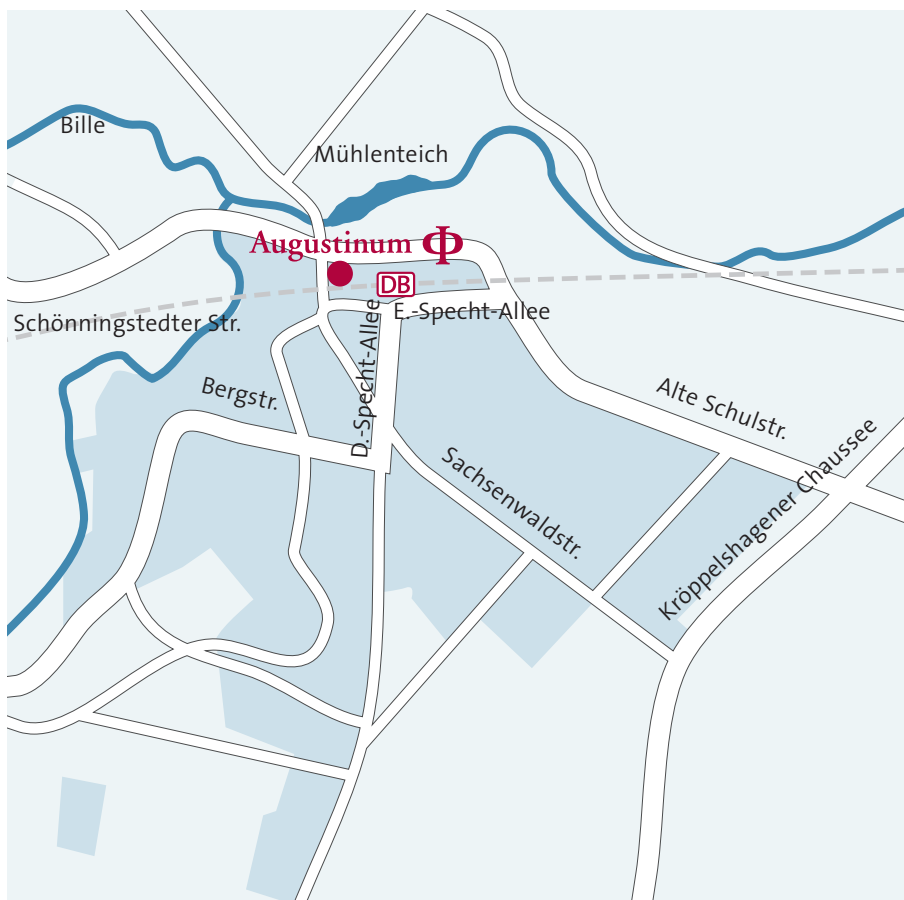 Bille
Mühlenteich
Augustinum Φ
DB
Schönningstedter Str.
E.-Specht-Allee
D.-Specht-Allee
Bergstr.
Alte Schulstr.
Sachsenwaldstr.
Kröppelshagener Chaussee